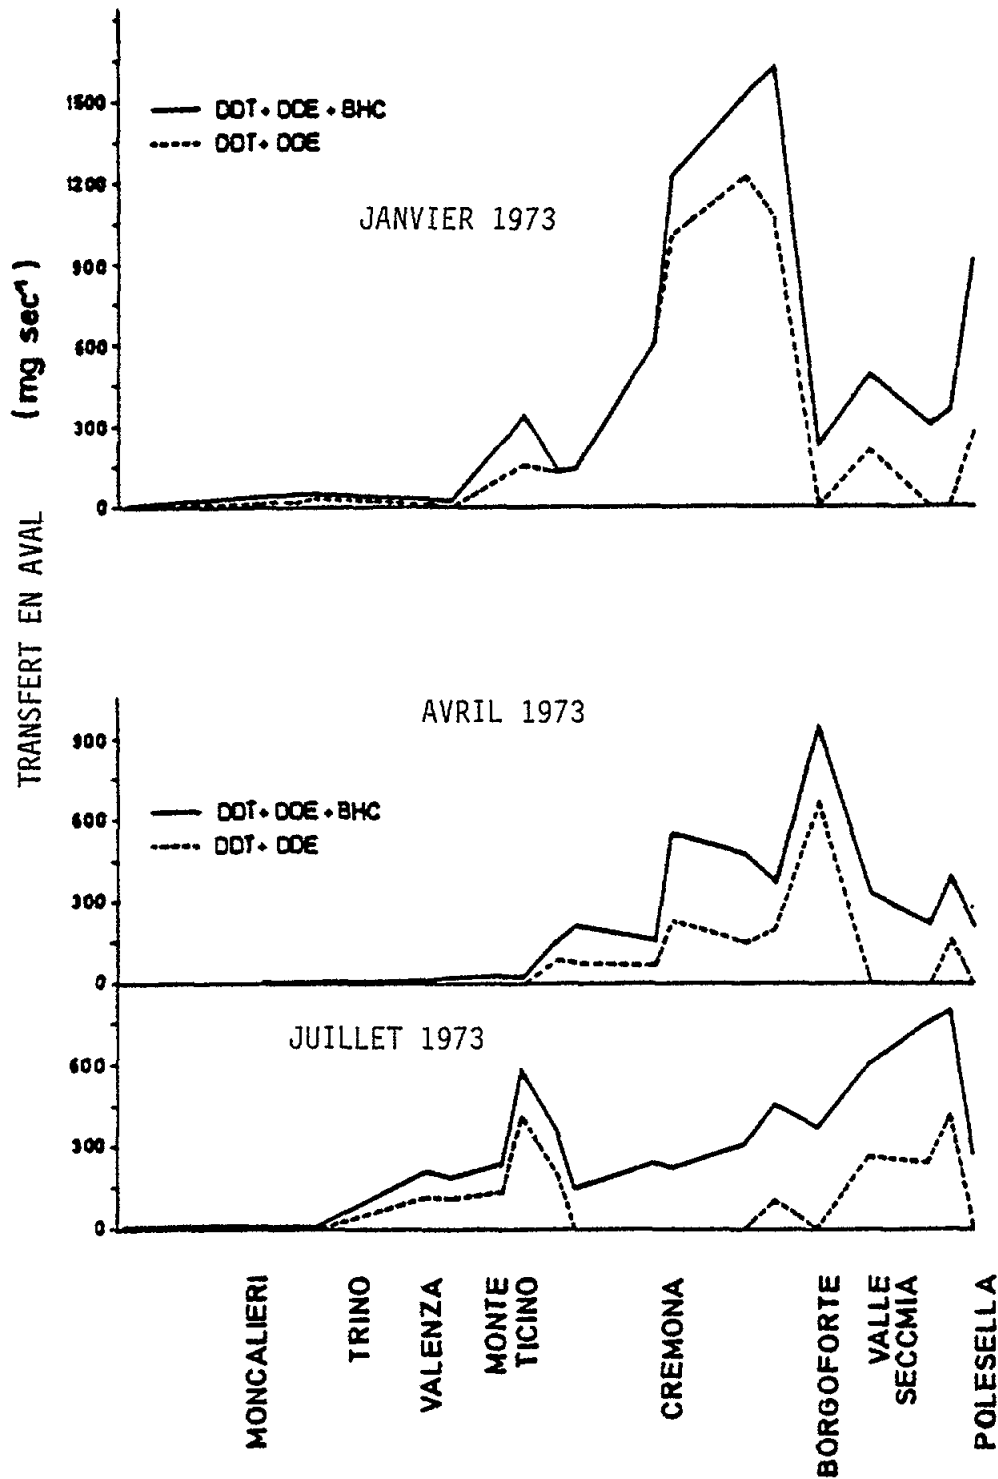 1500
1200
900
600
300
0
DDT + DDE + BHC
DDT + DDE
JANVIER 1973
TRANSFERT EN AVAL (mg sec⁻¹)
AVRIL 1973
900
600
300
0
DDT + DDE + BHC
DDT + DDE
JUILLET 1973
600
300
0
MONCALIERI
TRINO
VALENZA
MONTE
TICINO
CREMONA
BORGOFORTE
VALLE
SECCMIA
POLESELLA